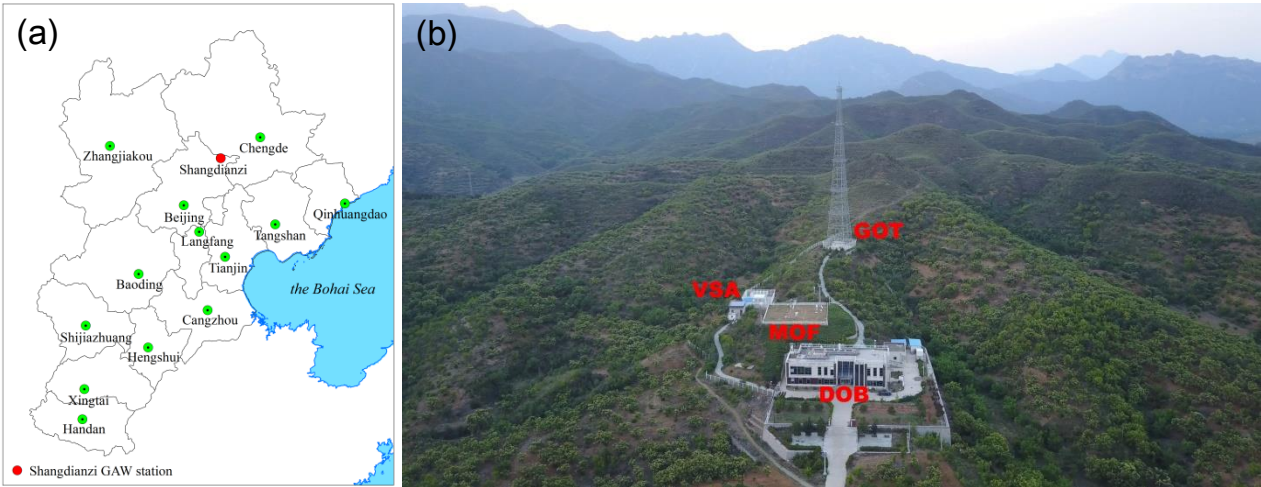 (a)
Zhangjiakou
Chengde
Shangdianzi
Beijing
Qinhuangdao
Langfang
Tangshan
Tianjin
Baoding
the Bohai Sea
Cangzhou
Shijiazhuang
Hengshui
Xingtai
Handan
Shangdianzi GAW station
(b)
GOT
VSA
MOF
DOB